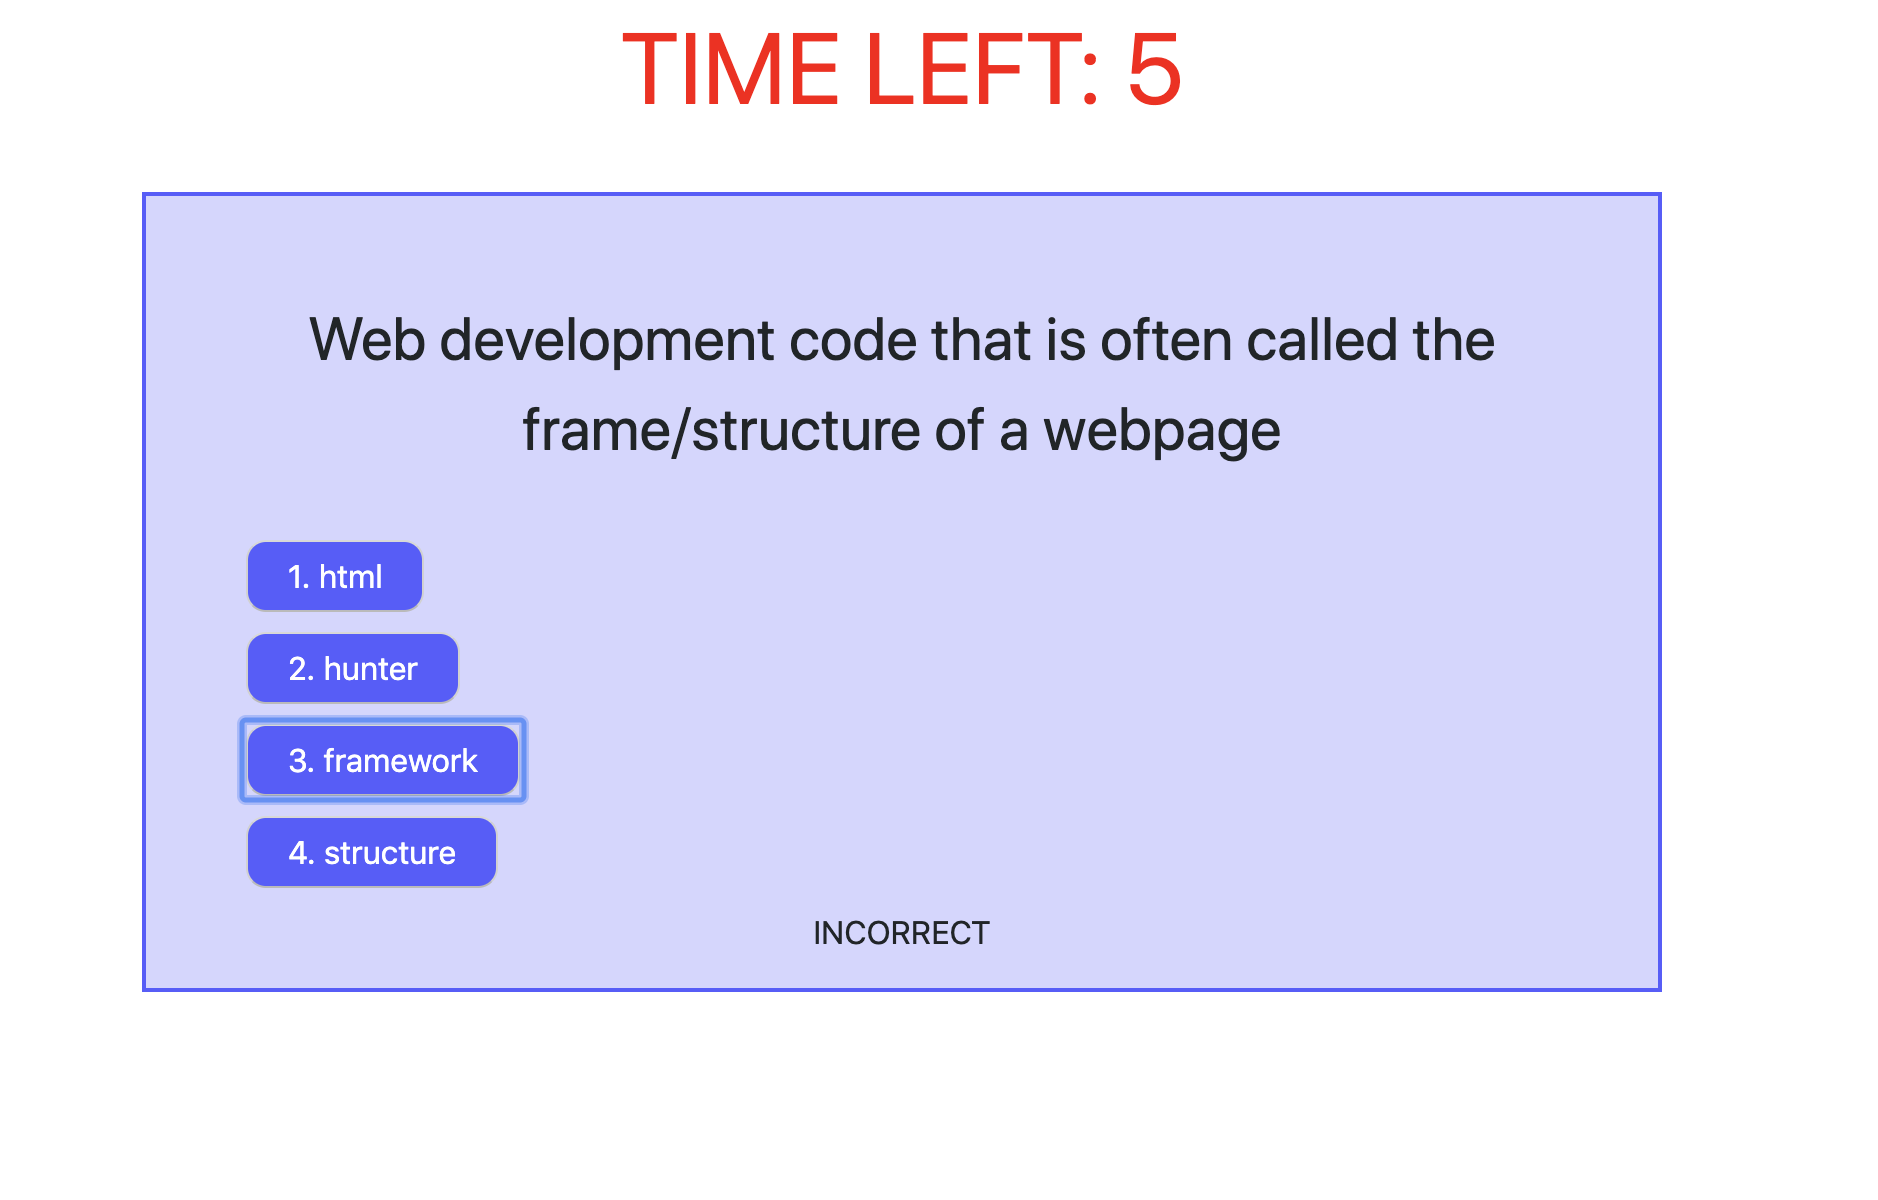 TIME LEFT: 5
Web development code that is often called the
frame/structure of a webpage
1. html
2. hunter
3. framework
4. structure
INCORRECT